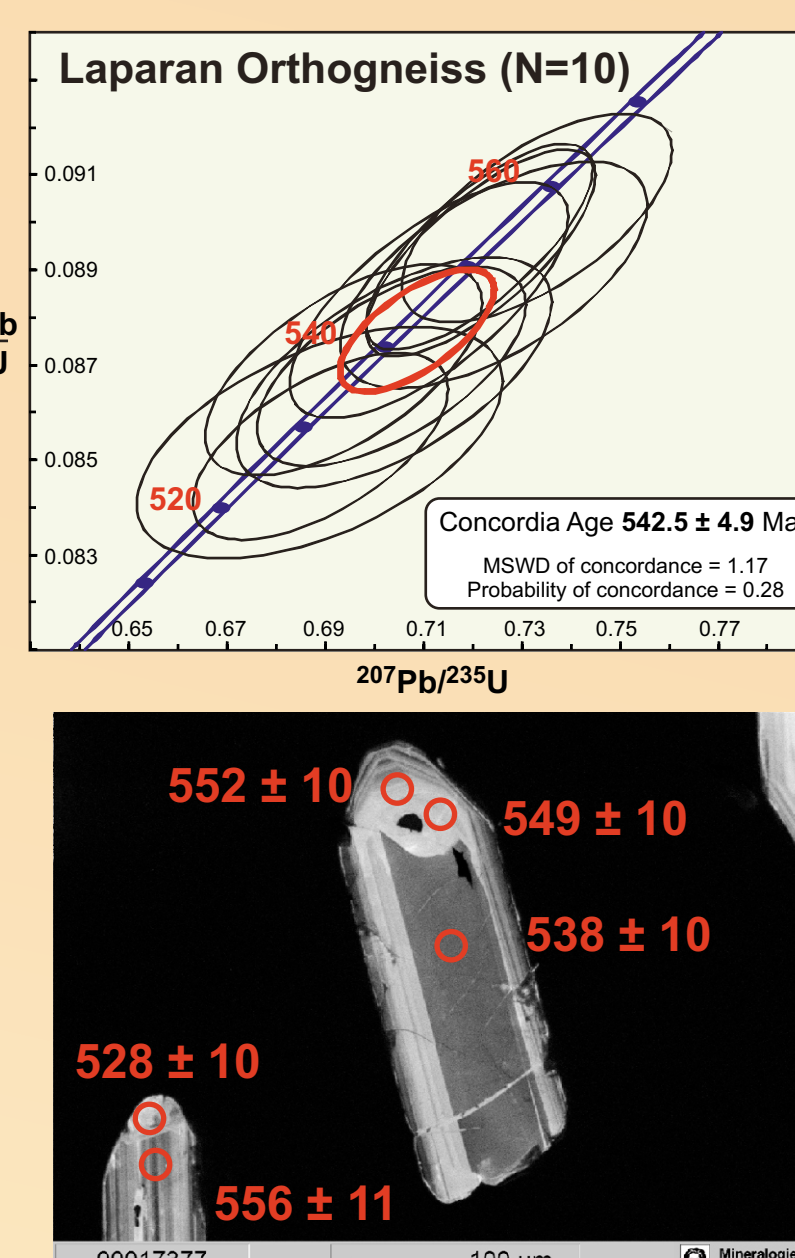 Laparan Orthogneiss (N=10)
0.091
0.089
0.087
0.085
0.083
560
540
520
Concordia Age 542.5 ± 4.9 Ma
MSWD of concordance = 1.17
Probability of concordance = 0.28
0.65 0.67 0.69 0.71 0.73 0.75 0.77
²⁰⁷Pb/²³⁵U
552 ± 10
549 ± 10
538 ± 10
528 ± 10
556 ± 11
Mineralogie